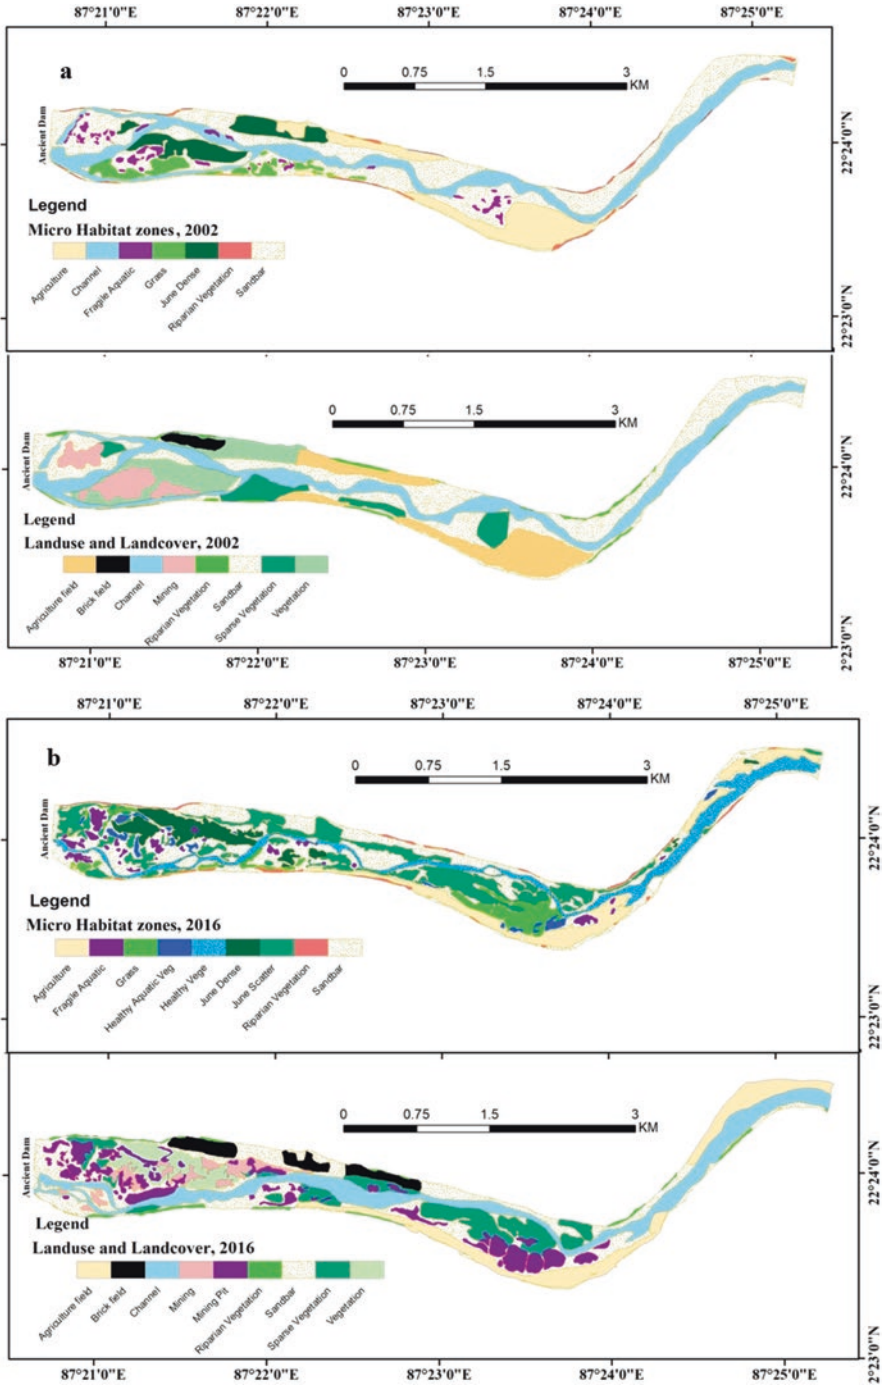 87°21'0"E 87°22'0"E 87°23'0"E 87°24'0"E 87°25'0"E
a
0 0.75 1.5 3
KM
Ancient Dam
22°24'0"N
Legend
Micro Habitat zones, 2002
Agriculture
Channel
Fragile Aquatic
Grass
June Dense
Riparian Vegetation
Sandbar
22°23'0"N
0 0.75 1.5 3
KM
Ancient Dam
22°24'0"N
Legend
Landuse and Landcover, 2002
Agriculture field
Brick field
Channel
Mining
Riparian Vegetation
Sandbar
Sparse Vegetation
Vegetation
2°23'0"N
87°21'0"E 87°22'0"E 87°23'0"E 87°24'0"E 87°25'0"E
87°21'0"E 87°22'0"E 87°23'0"E 87°24'0"E 87°25'0"E
b
0 0.75 1.5 3
KM
Ancient Dam
22°24'0"N
Legend
Micro Habitat zones, 2016
Agriculture
Fragile Aquatic
Grass
Healthy Aquatic Veg
Healthy Vege
June Dense
June Scatter
Riparian Vegetation
Sandbar
22°23'0"N
0 0.75 1.5 3
KM
Ancient Dam
22°24'0"N
Legend
Landuse and Landcover, 2016
Agriculture field
Brick field
Channel
Mining
Mining Pit
Riparian Vegetation
Sandbar
Sparse Vegetation
Vegetation
22°23'0"N
87°21'0"E 87°22'0"E 87°23'0"E 87°24'0"E 87°25'0"E